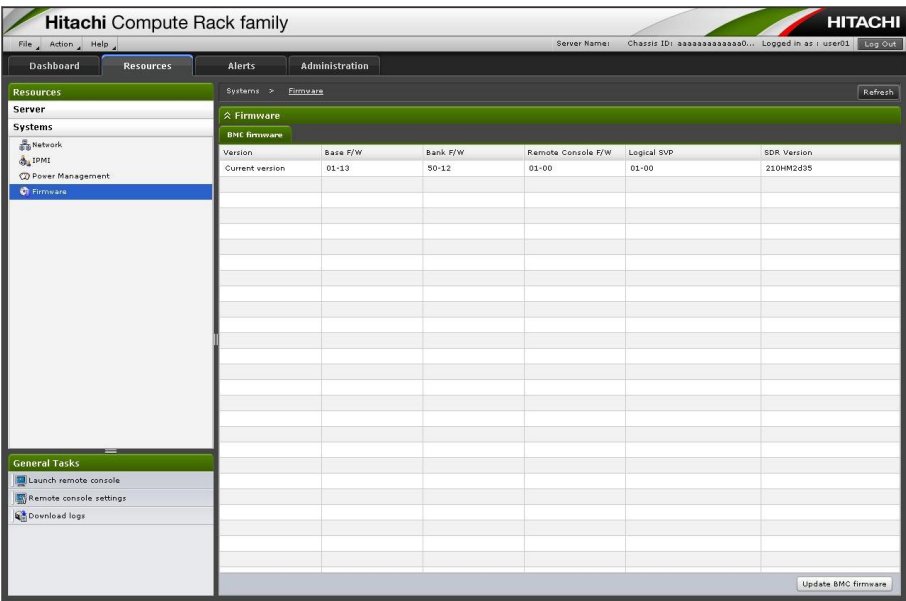 Hitachi Compute Rack family
HITACHI
File Action Help
Server Name: Chassis ID: aaaaaaaaaaaaa0... Logged in as : user01 Log Out
Dashboard Resources Alerts Administration
Resources
Server
Systems
Network
IPMI
Power Management
Firmware
Systems > Firmware
Refresh
Firmware
BMC firmware
Version Base F/W Bank F/W Remote Console F/W Logical SVP SDR Version
Current version 01-13 50-12 01-00 01-00 210HM2d35
General Tasks
Launch remote console
Remote console settings
Download logs
Update BMC firmware